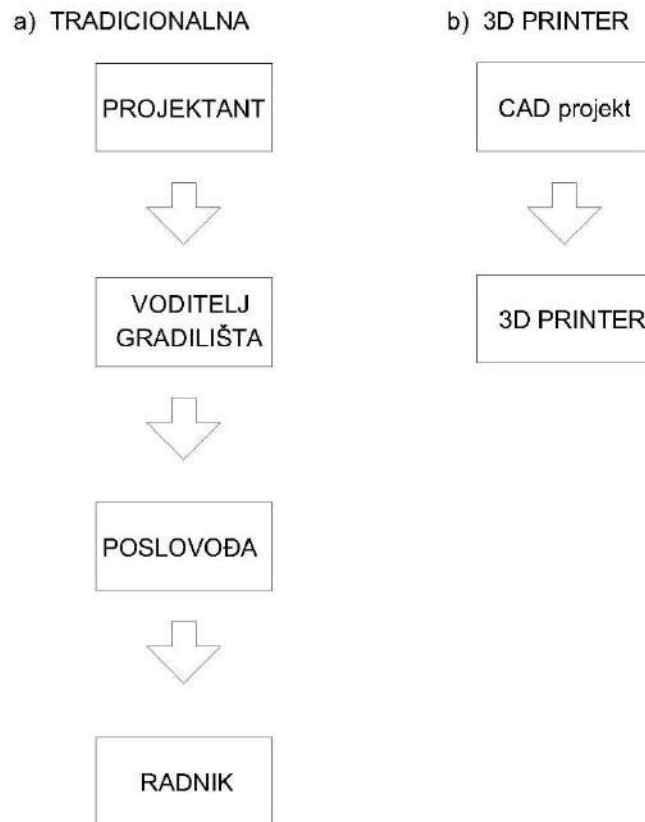 a) TRADICIONALNA
PROJEKTANT
VODITELJ
GRADILIŠTA
POSLOVOĐA
RADNIK
b) 3D PRINTER
CAD projekt
3D PRINTER